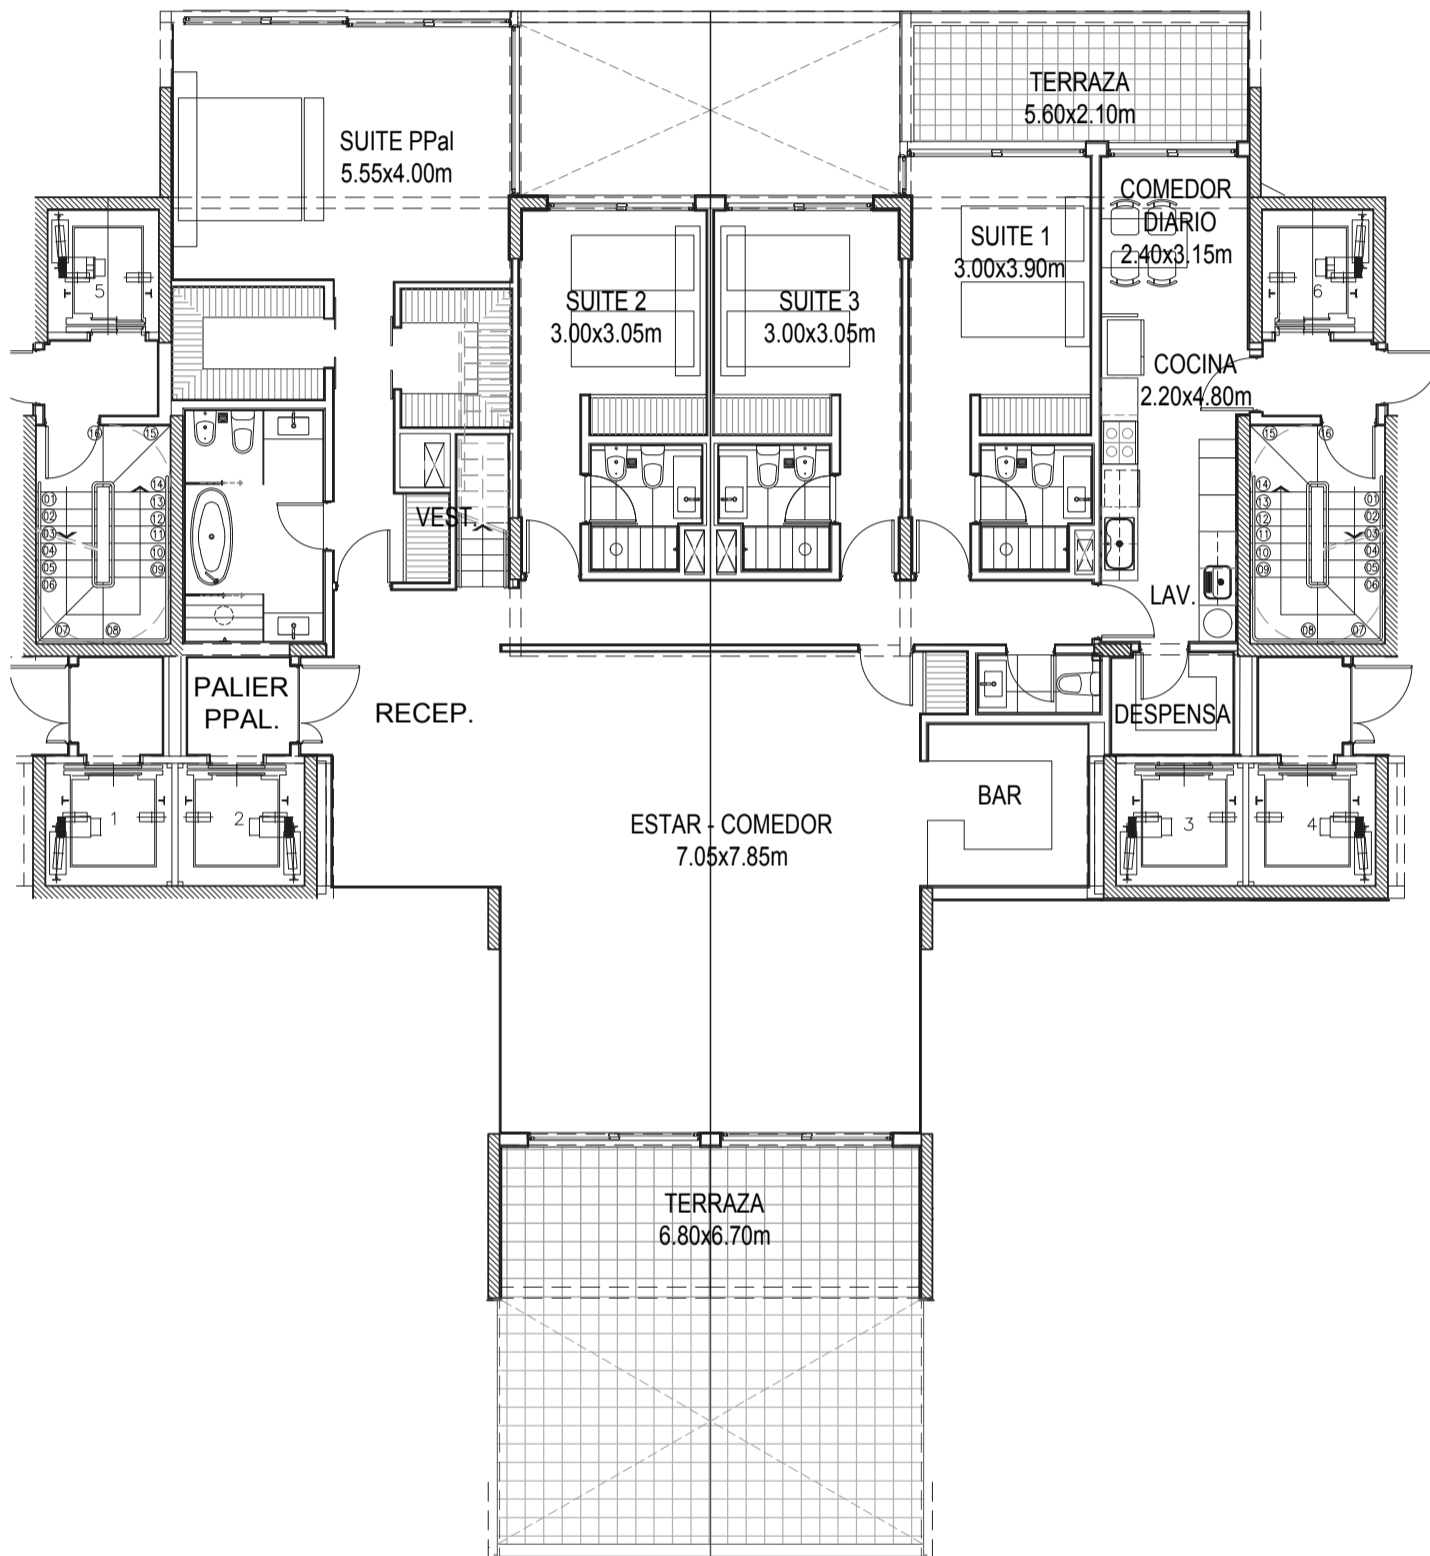 TERRAZA
5.60x2.10m
SUITE PPal
5.55x4.00m
COMEDOR
DIARIO
2.40x3.15m
SUITE 1
3.00x3.90m
SUITE 2
3.00x3.05m
SUITE 3
3.00x3.05m
5
6
COCINA
2.20x4.80m
16
15
15
16
14
13
12
11
10
09
01
02
03
04
05
06
07
08
14
13
12
11
10
09
01
02
03
04
05
06
08
07
VEST.
LAV.
PALIER
PPAL.
RECEP.
DESPENSA
BAR
1
2
3
4
ESTAR - COMEDOR
7.05x7.85m
TERRAZA
6.80x6.70m